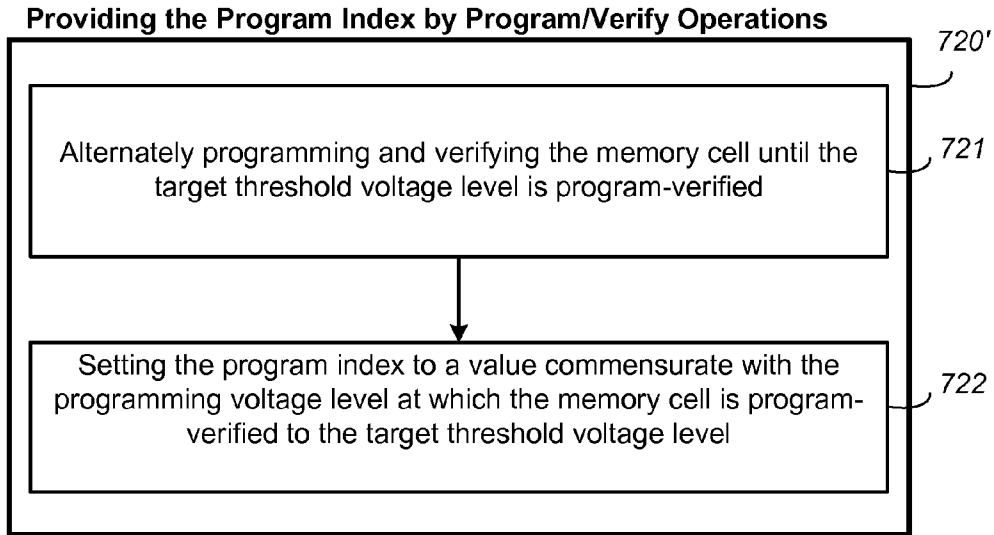 Providing the Program Index by Program/Verify Operations
720'
Alternately programming and verifying the memory cell until the
target threshold voltage level is program-verified
721
Setting the program index to a value commensurate with the
programming voltage level at which the memory cell is program-
verified to the target threshold voltage level
722